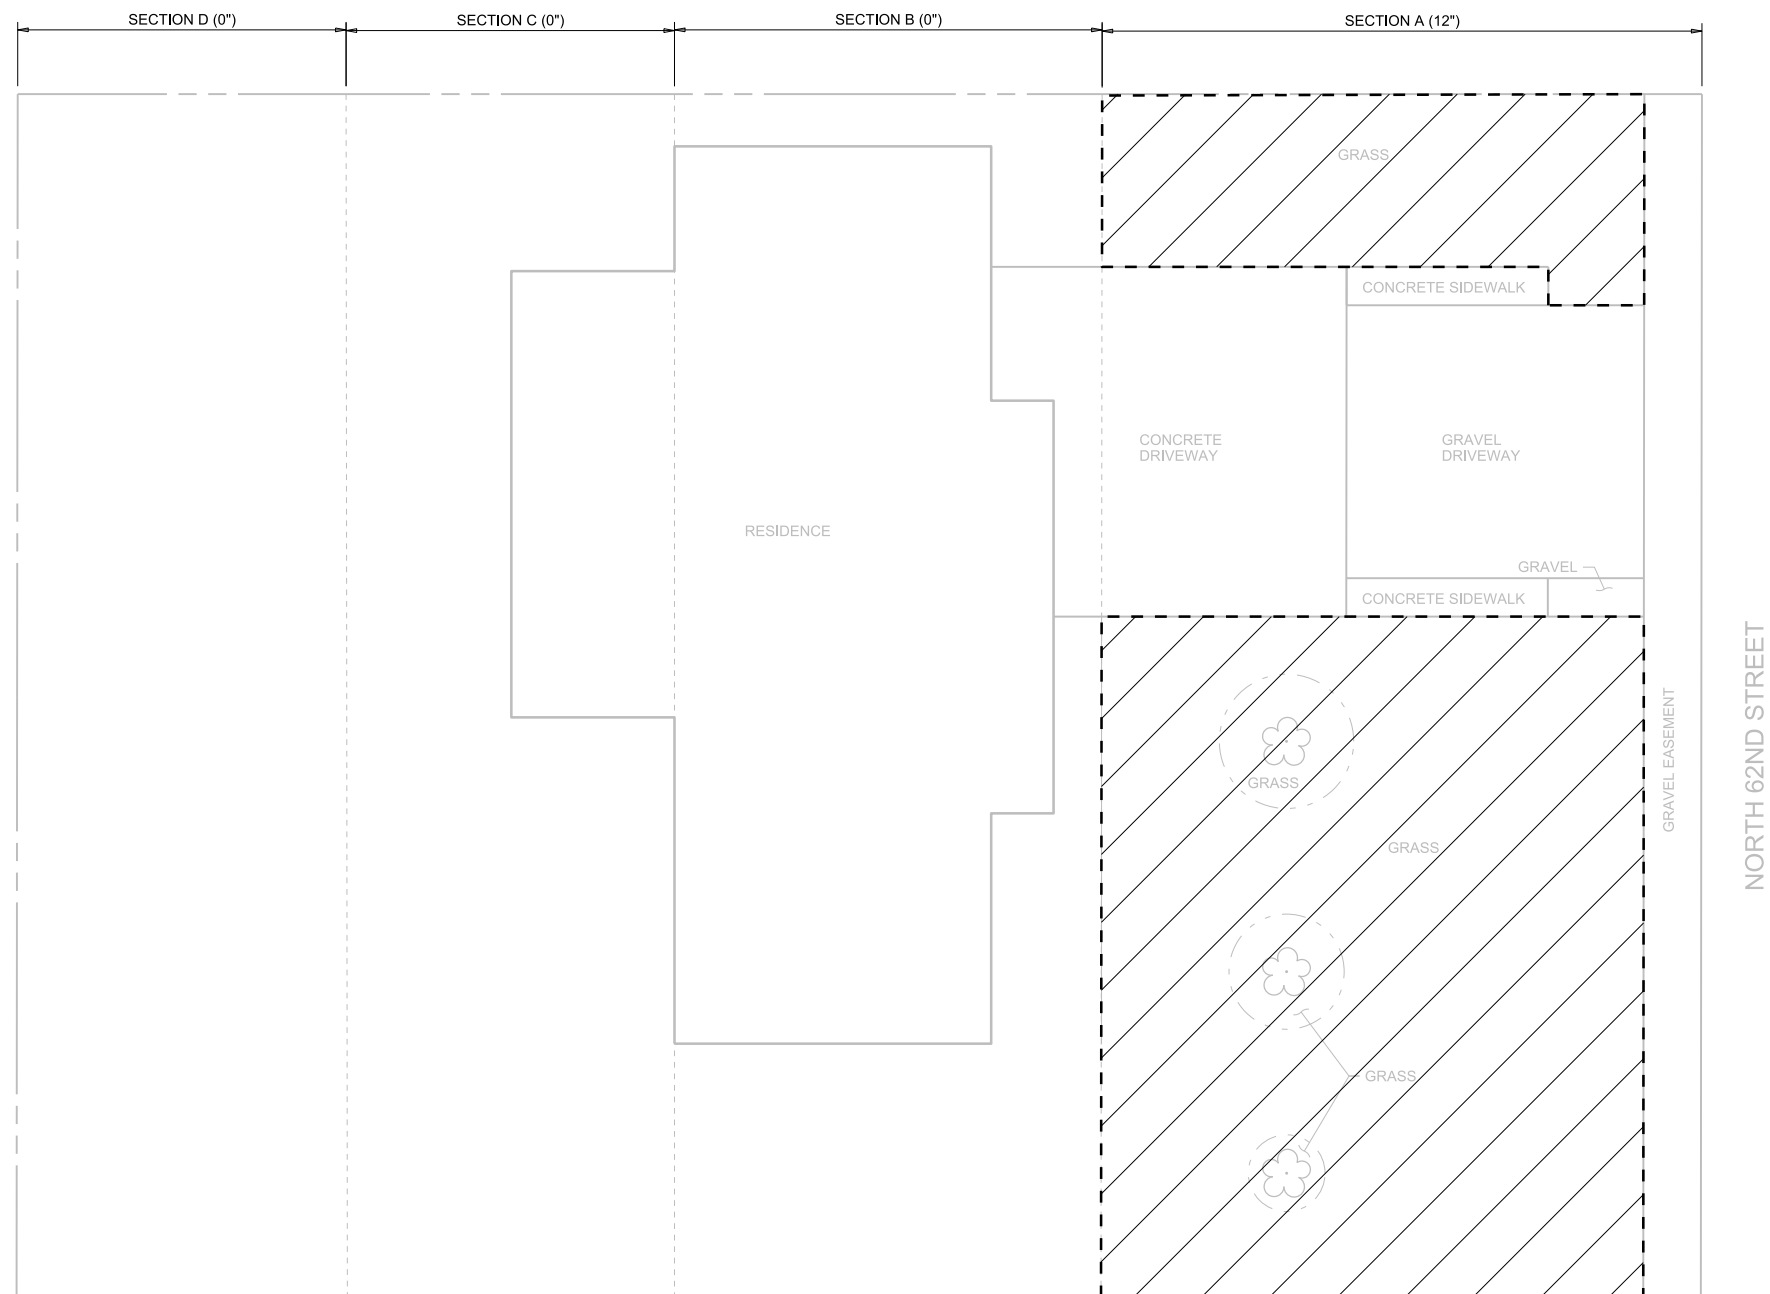 SECTION D (0")
SECTION C (0")
SECTION B (0")
SECTION A (12")
GRASS
CONCRETE SIDEWALK
CONCRETE
DRIVEWAY
GRAVEL
DRIVEWAY
RESIDENCE
GRAVEL
CONCRETE SIDEWALK
GRASS
GRASS
GRASS
GRAVEL EASEMENT
NORTH 62ND STREET